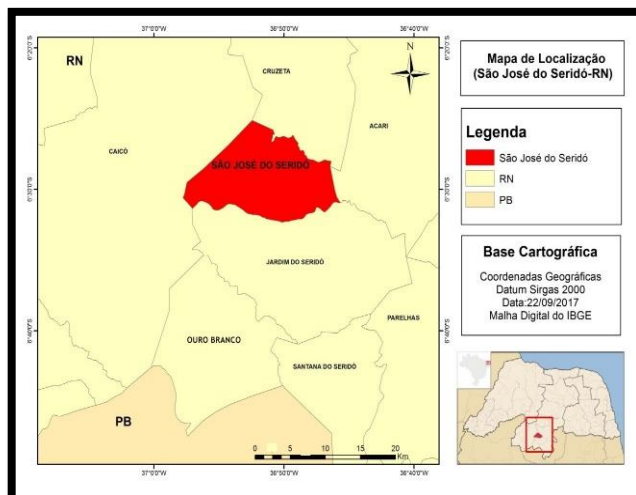 37°0'0"W
36°50'0"W
36°40'0"W
6°20'0"S
6°20'0"S
RN
N
CRUZETA
ACARI
CAICÓ
SÃO JOSÉ DO SERIDÓ
6°30'0"S
6°30'0"S
JARDIM DO SERIDÓ
PARELHAS
6°40'0"S
6°40'0"S
OURO BRANCO
SANTANA DO SERIDÓ
PB
0 2,5 5 10 15 20
Km
37°0'0"W
36°50'0"W
36°40'0"W
Mapa de Localização
(São José do Seridó-RN)
Legenda
São José do Seridó
RN
PB
Base Cartográfica
Coordenadas Geográficas
Datum Sirgas 2000
Data:22/09/2017
Malha Digital do IBGE